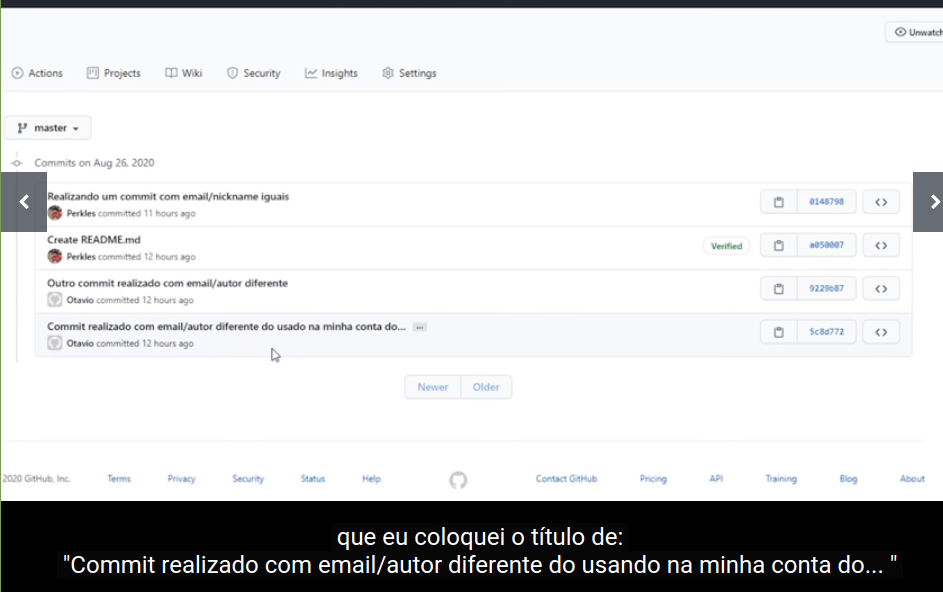 Unwatch
Actions Projects Wiki Security Insights Settings
master
Commits on Aug 26, 2020
Realizando um commit com email/nickname iguais
Perkles committed 11 hours ago
0148798
Create README.md
Perkles committed 12 hours ago
Verified
a050007
Outro commit realizado com email/autor diferente
Otavio committed 12 hours ago
9229b87
Commit realizado com email/autor diferente do usado na minha conta do... ...
Otavio committed 12 hours ago
5c8d772
Newer Older
2020 GitHub, Inc. Terms Privacy Security Status Help Contact GitHub Pricing API Training Blog About
que eu coloquei o título de:
"Commit realizado com email/autor diferente do usando na minha conta do... "